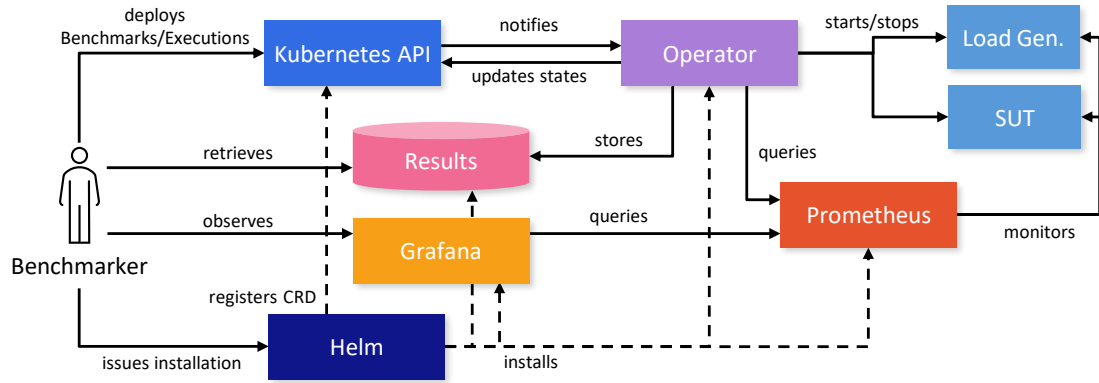 deploys
Benchmarks/Executions
Kubernetes API
notifies
updates states
Operator
starts/stops
Load Gen.
SUT
retrieves
Results
stores
queries
observes
Grafana
queries
Prometheus
monitors
Benchmarker
registers CRD
issues installation
Helm
installs